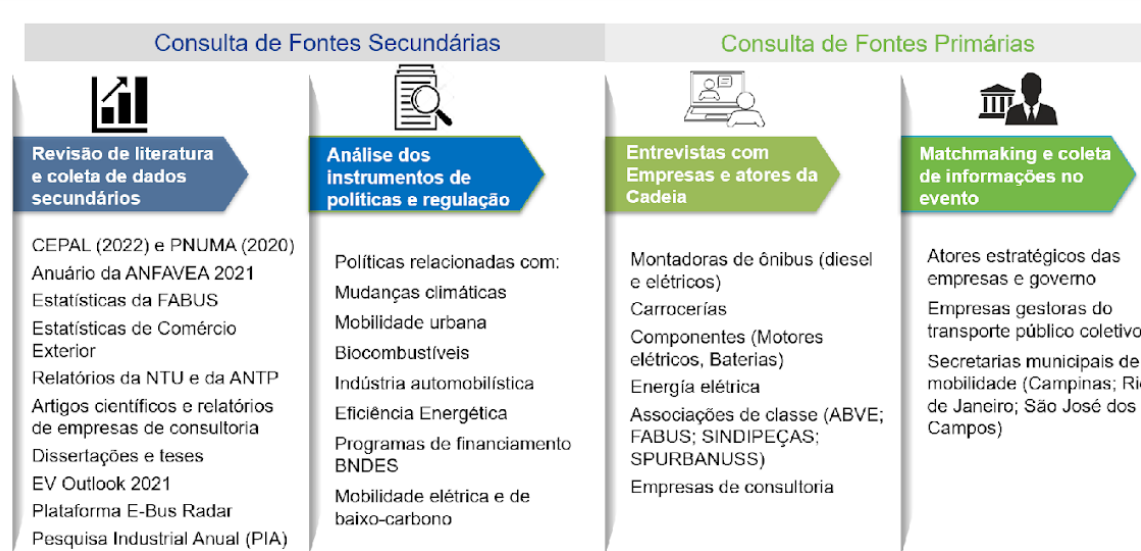 Consulta de Fontes Secundárias
Consulta de Fontes Primárias
Revisão de literatura
e coleta de dados
secundários
CEPAL (2022) e PNUMA (2020)
Anuário da ANFAVEA 2021
Estatísticas da FABUS
Estatísticas de Comércio
Exterior
Relatórios da NTU e da ANTP
Artigos científicos e relatórios
de empresas de consultoria
Dissertações e teses
EV Outlook 2021
Plataforma E-Bus Radar
Pesquisa Industrial Anual (PIA)
Análise dos
instrumentos de
políticas e regulação
Políticas relacionadas com:
Mudanças climáticas
Mobilidade urbana
Biocombustíveis
Indústria automobilística
Eficiência Energética
Programas de financiamento
BNDES
Mobilidade elétrica e de
baixo-carbono
Entrevistas com
Empresas e atores da
Cadeia
Montadoras de ônibus (diesel
e elétricos)
Carrocerías
Componentes (Motores
elétricos, Baterias)
Energía elétrica
Associações de classe (ABVE;
FABUS; SINDIPEÇAS;
SPURBANUSS)
Empresas de consultoria
Matchmaking e coleta
de informações no
evento
Atores estratégicos das
empresas e governo
Empresas gestoras do
transporte público coletivo
Secretarias municipais de
mobilidade (Campinas;
de Janeiro; São José dos
Campos)